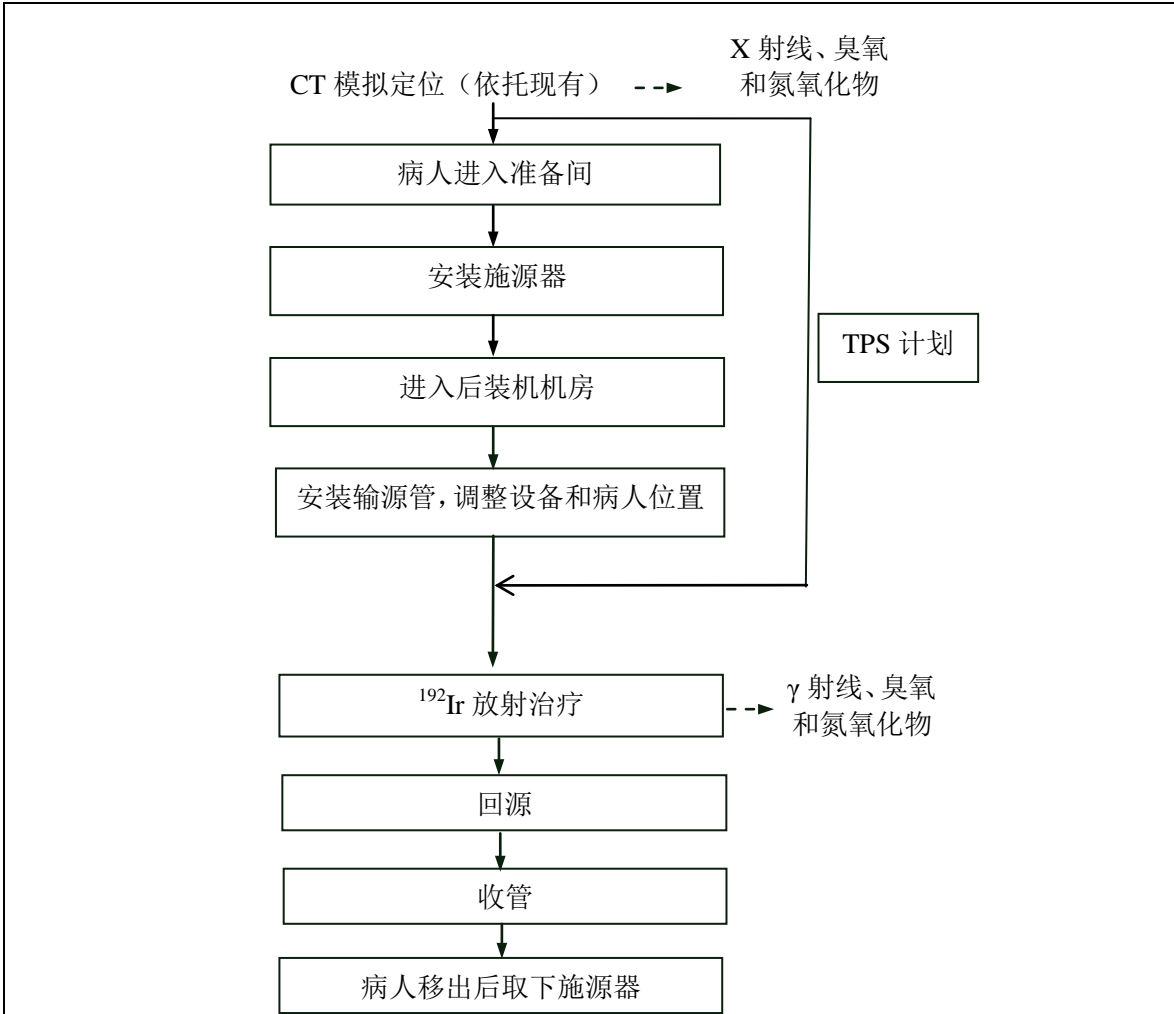 X 射线、臭氧
和氮氧化物
CT 模拟定位（依托现有）
病人进入准备间
安装施源器
进入后装机机房
TPS 计划
安装输源管，调整设备和病人位置
¹⁹²Ir 放射治疗
γ 射线、臭氧
和氮氧化物
回源
收管
病人移出后取下施源器